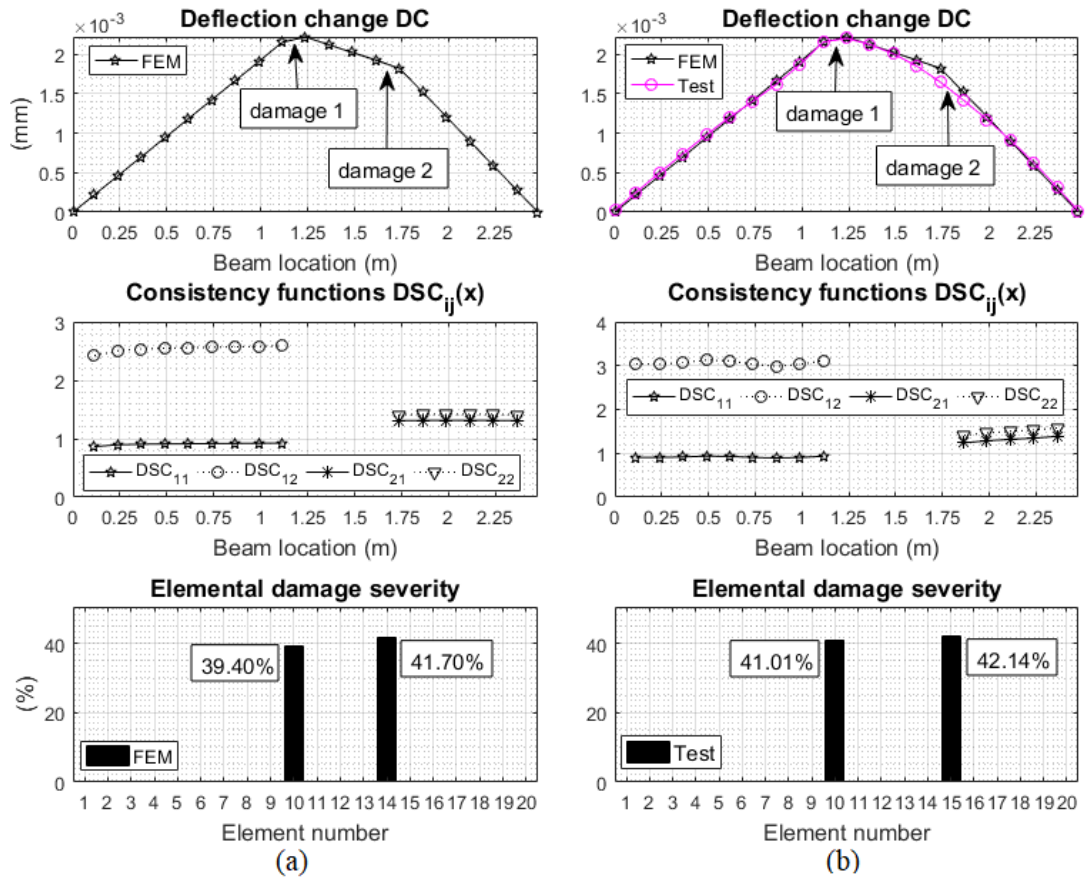 Deflection change DC
×10⁻³
2
1.5
1
0.5
0
(mm)
FEM
damage 1
damage 2
0 0.25 0.5 0.75 1 1.25 1.5 1.75 2 2.25
Beam location (m)
Consistency functions DSCij(x)
3
2
1
0
DSC11 DSC12 DSC21 DSC22
0 0.25 0.5 0.75 1 1.25 1.5 1.75 2 2.25
Beam location (m)
Elemental damage severity
40
20
0
(%)
39.40%
41.70%
FEM
1 2 3 4 5 6 7 8 9 10 11 12 13 14 15 16 17 18 19 20
Element number
(a)
Deflection change DC
×10⁻³
2
1.5
1
0.5
0
FEM
Test
damage 1
damage 2
0 0.25 0.5 0.75 1 1.25 1.5 1.75 2 2.25
Beam location (m)
Consistency functions DSCij(x)
4
3
2
1
0
DSC11 DSC12 DSC21 DSC22
0 0.25 0.5 0.75 1 1.25 1.5 1.75 2 2.25
Beam location (m)
Elemental damage severity
40
20
0
41.01%
42.14%
Test
1 2 3 4 5 6 7 8 9 10 11 12 13 14 15 16 17 18 19 20
Element number
(b)